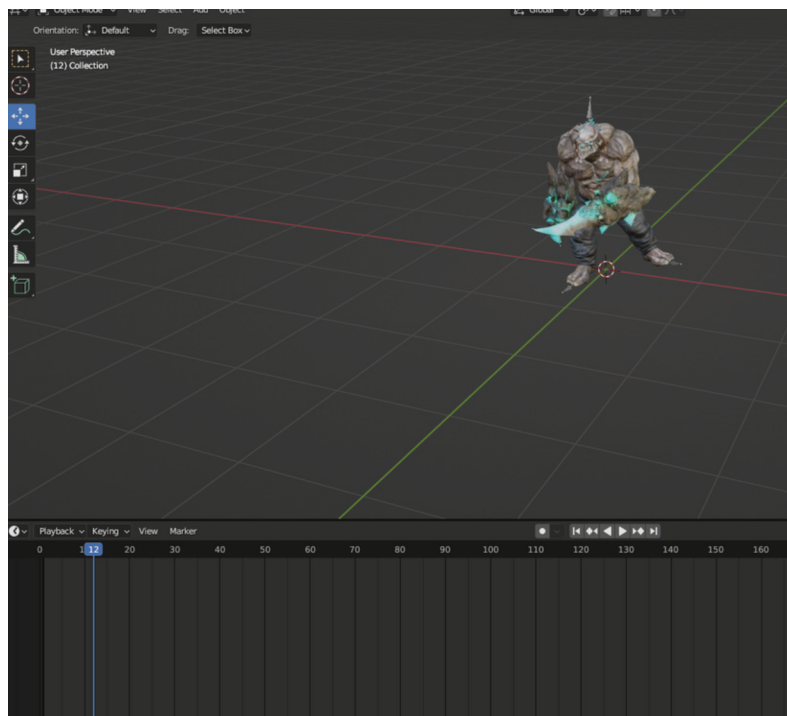 Object Mode View Select Add Object Global
Orientation: Default Drag: Select Box
User Perspective
(12) Collection
Playback Keying View Marker
0 12 20 30 40 50 60 70 80 90 100 110 120 130 140 150 160